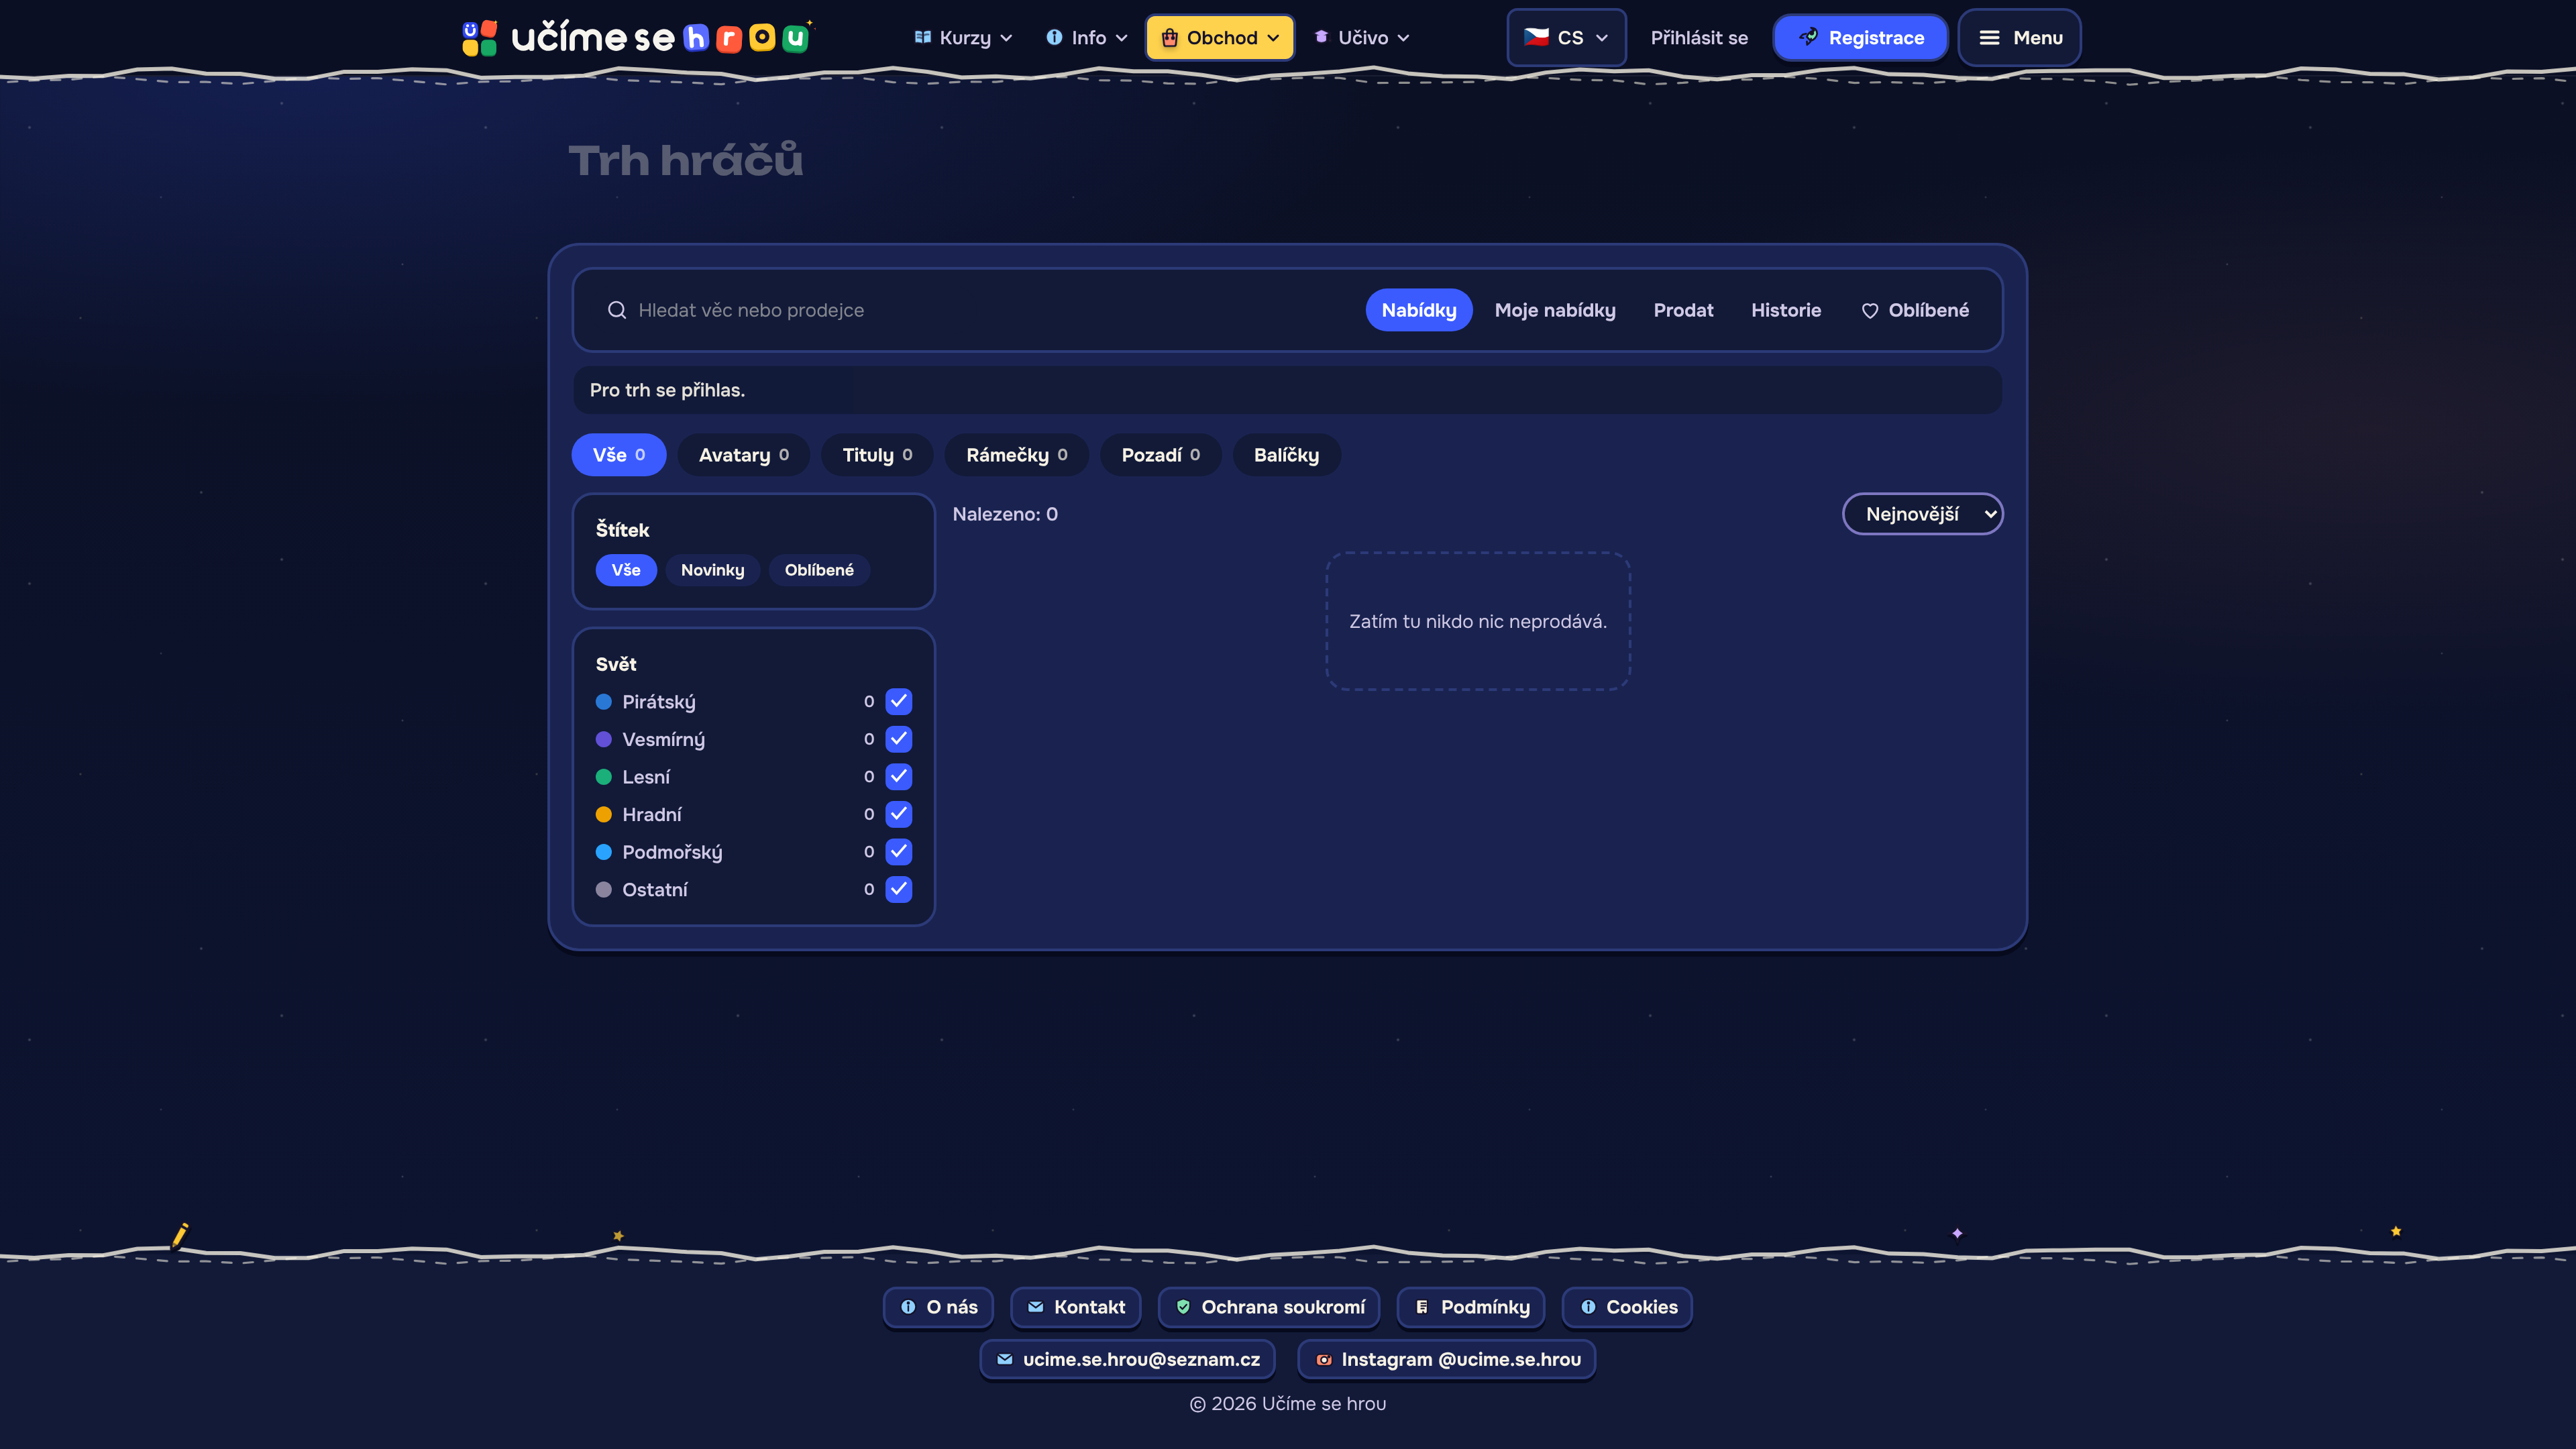 učíme se hrou Kurzy Info Obchod Učivo CS Přihlásit se Registrace Menu
Trh hráčů
Hledat věc nebo prodejce Nabídky Moje nabídky Prodat Historie Oblíbené
Pro trh se přihlas.
Vše 0 Avatary 0 Tituly 0 Rámečky 0 Pozadí 0 Balíčky
Štítek
Vše Novinky Oblíbené
Svět
Pirátský 0
Vesmírný 0
Lesní 0
Hradní 0
Podmořský 0
Ostatní 0
Nalezeno: 0 Nejnovější
Zatím tu nikdo nic neprodává.
O nás Kontakt Ochrana soukromí Podmínky Cookies
ucime.se.hrou@seznam.cz Instagram @ucime.se.hrou
© 2026 Učíme se hrou